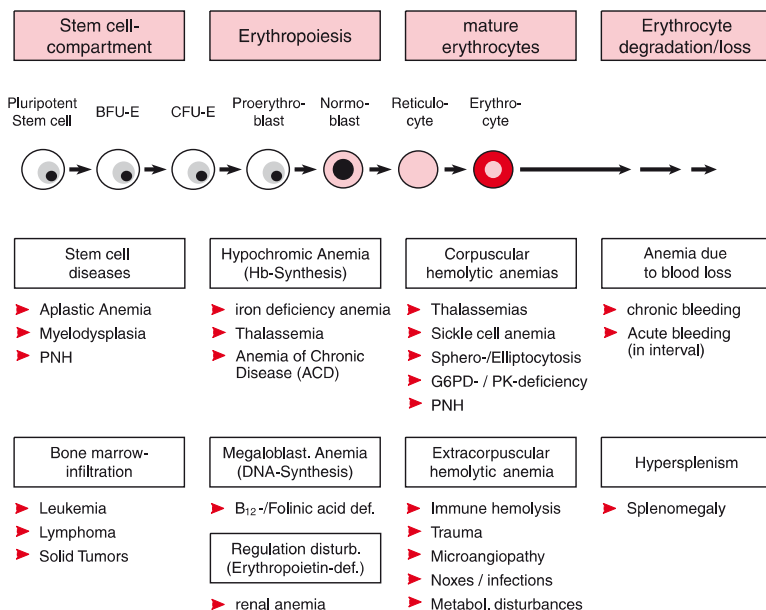 Stem cell-
compartment
Erythropoiesis
mature
erythrocytes
Erythrocyte
degradation/loss
Pluripotent
Stem cell
BFU-E
CFU-E
Proerythro-
blast
Normo-
blast
Reticulo-
cyte
Erythro-
cyte
Stem cell
diseases
Aplastic Anemia
Myelodysplasia
PNH
Hypochromic Anemia
(Hb-Synthesis)
iron deficiency anemia
Thalassemia
Anemia of Chronic
Disease (ACD)
Corpuscular
hemolytic anemias
Thalassemias
Sickle cell anemia
Sphero-/Elliptocytosis
G6PD- / PK-deficiency
PNH
Anemia due
to blood loss
chronic bleeding
Acute bleeding
(in interval)
Bone marrow-
infiltration
Leukemia
Lymphoma
Solid Tumors
Megaloblast. Anemia
(DNA-Synthesis)
B₁₂-/Folinic acid def.
Regulation disturb.
(Erythropoietin-def.)
renal anemia
Extracorpuscular
hemolytic anemia
Immune hemolysis
Trauma
Microangiopathy
Noxes / infections
Metabol. disturbances
Hypersplenism
Splenomegaly